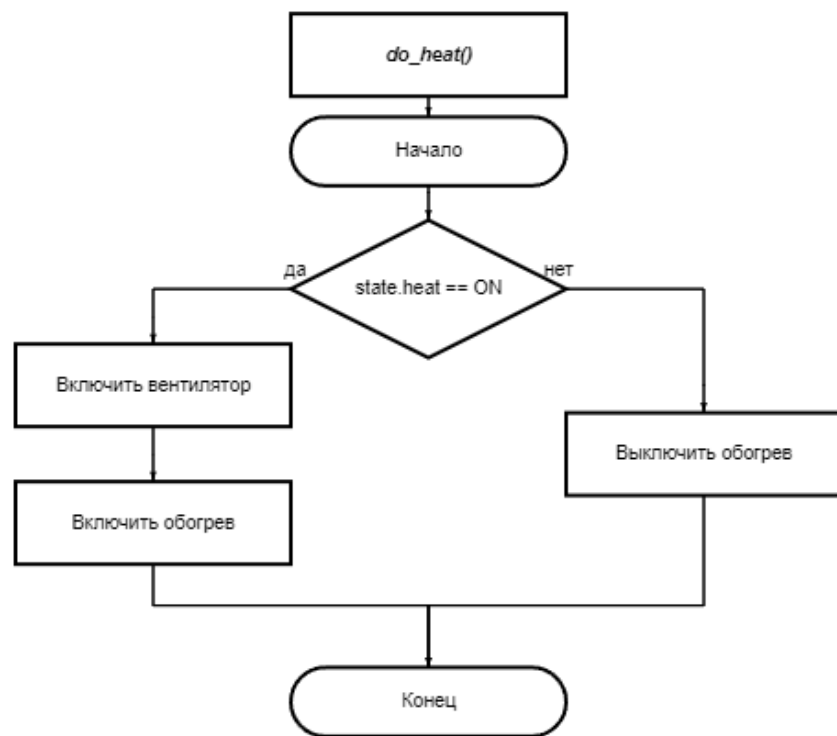 do_heat()
Начало
да
нет
state.heat == ON
Включить вентилятор
Выключить обогрев
Включить обогрев
Конец